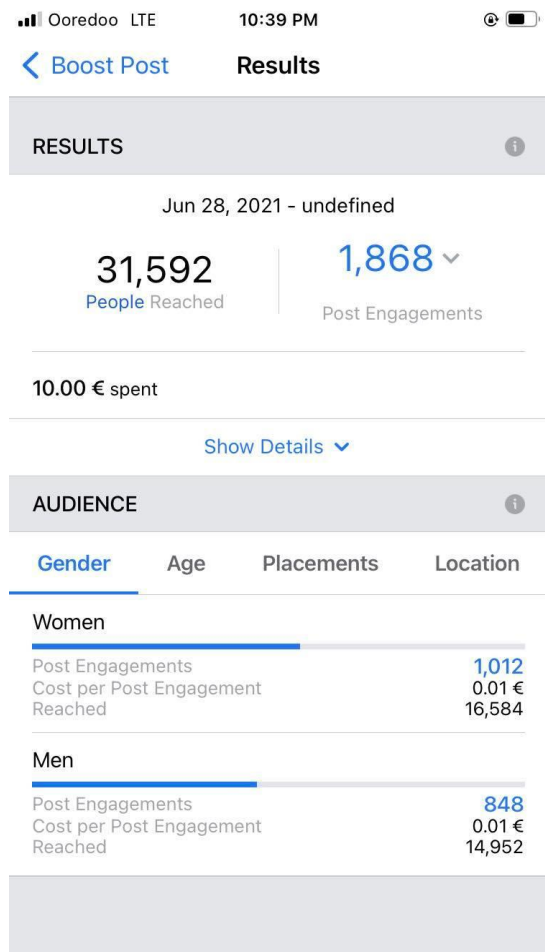 Ooredoo LTE 10:39 PM
Boost Post Results
RESULTS
Jun 28, 2021 - undefined
31,592 1,868
People Reached Post Engagements
10.00 € spent
Show Details
AUDIENCE
Gender Age Placements Location
Women
Post Engagements 1,012
Cost per Post Engagement 0.01 €
Reached 16,584
Men
Post Engagements 848
Cost per Post Engagement 0.01 €
Reached 14,952